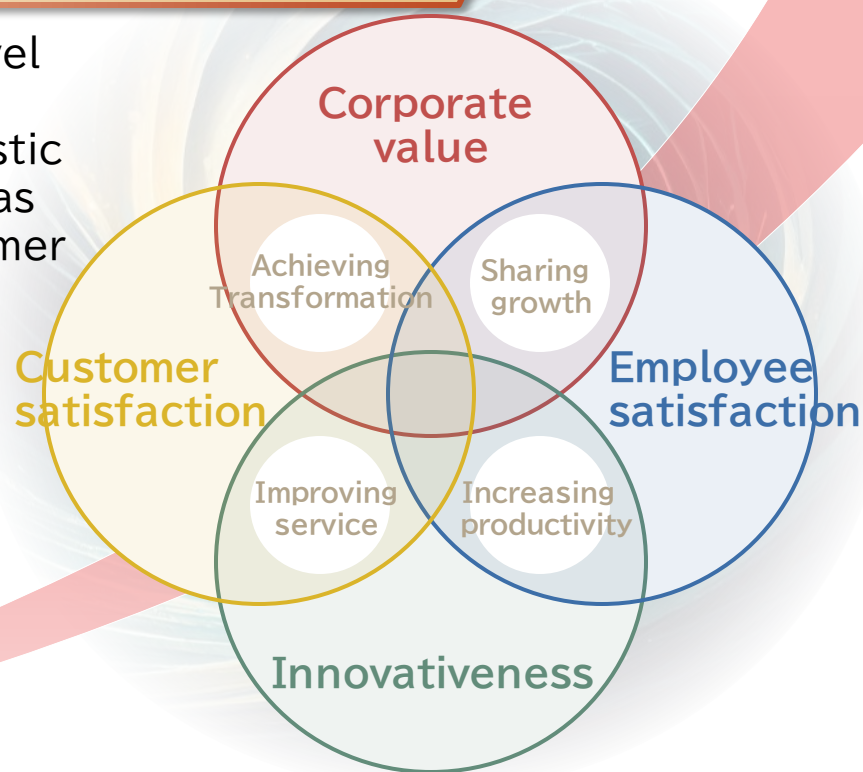 Corporate
value
Achieving
Transformation
Sharing
growth
Customer
satisfaction
Employee
satisfaction
Improving
service
Increasing
productivity
Innovativeness